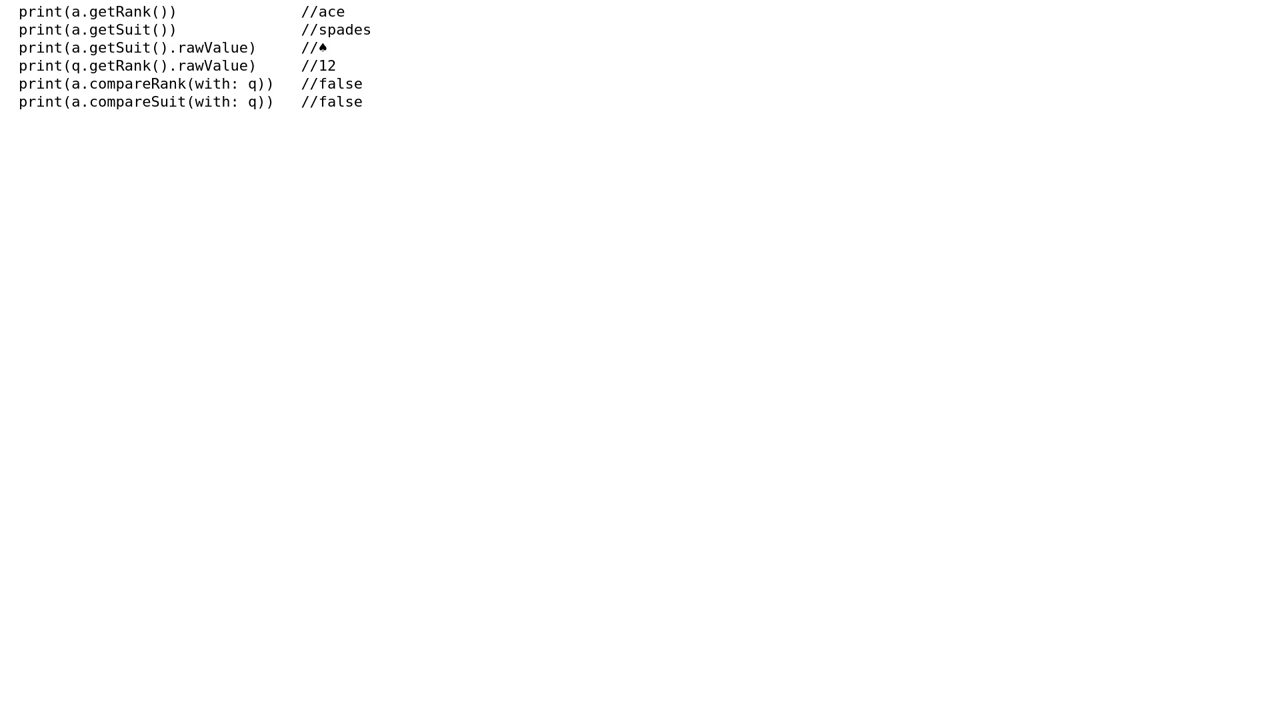 print(a.getRank())              //ace
print(a.getSuit())              //spades
print(a.getSuit().rawValue)     //♠
print(q.getRank().rawValue)     //12
print(a.compareRank(with: q))   //false
print(a.compareSuit(with: q))   //false